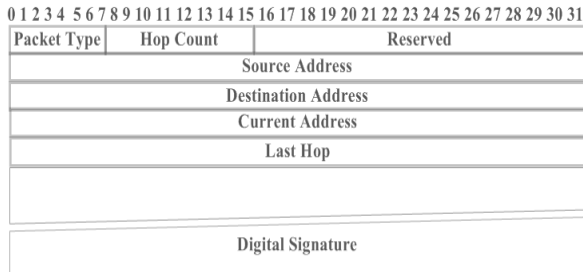 0 1 2 3 4 5 6 7 8 9 10 11 12 13 14 15 16 17 18 19 20 21 22 23 24 25 26 27 28 29 30 31
Packet Type Hop Count Reserved
Source Address
Destination Address
Current Address
Last Hop
Digital Signature